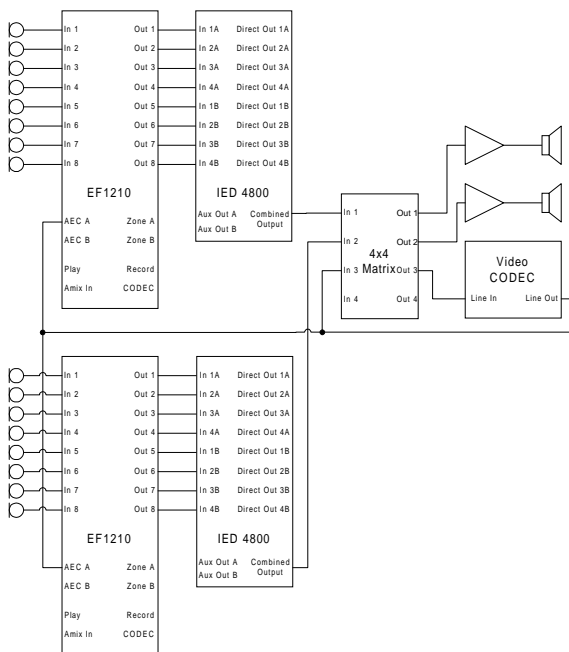 In 1 Out 1 In 1A Direct Out 1A
In 2 Out 2 In 2A Direct Out 2A
In 3 Out 3 In 3A Direct Out 3A
In 4 Out 4 In 4A Direct Out 4A
In 5 Out 5 In 1B Direct Out 1B
In 6 Out 6 In 2B Direct Out 2B
In 7 Out 7 In 3B Direct Out 3B
In 8 Out 8 In 4B Direct Out 4B
EF1210 IED 4800
AEC A Zone A
AEC B Zone B
Play Record
Amix In CODEC
Aux Out A
Aux Out B
Combined
Output
In 1 Out 1
In 2 Out 2
4x4
Matrix
In 3 Out 3
In 4 Out 4
Video
CODEC
Line In Line Out
In 1 Out 1 In 1A Direct Out 1A
In 2 Out 2 In 2A Direct Out 2A
In 3 Out 3 In 3A Direct Out 3A
In 4 Out 4 In 4A Direct Out 4A
In 5 Out 5 In 1B Direct Out 1B
In 6 Out 6 In 2B Direct Out 2B
In 7 Out 7 In 3B Direct Out 3B
In 8 Out 8 In 4B Direct Out 4B
EF1210 IED 4800
AEC A Zone A
AEC B Zone B
Play Record
Amix In CODEC
Aux Out A
Aux Out B
Combined
Output